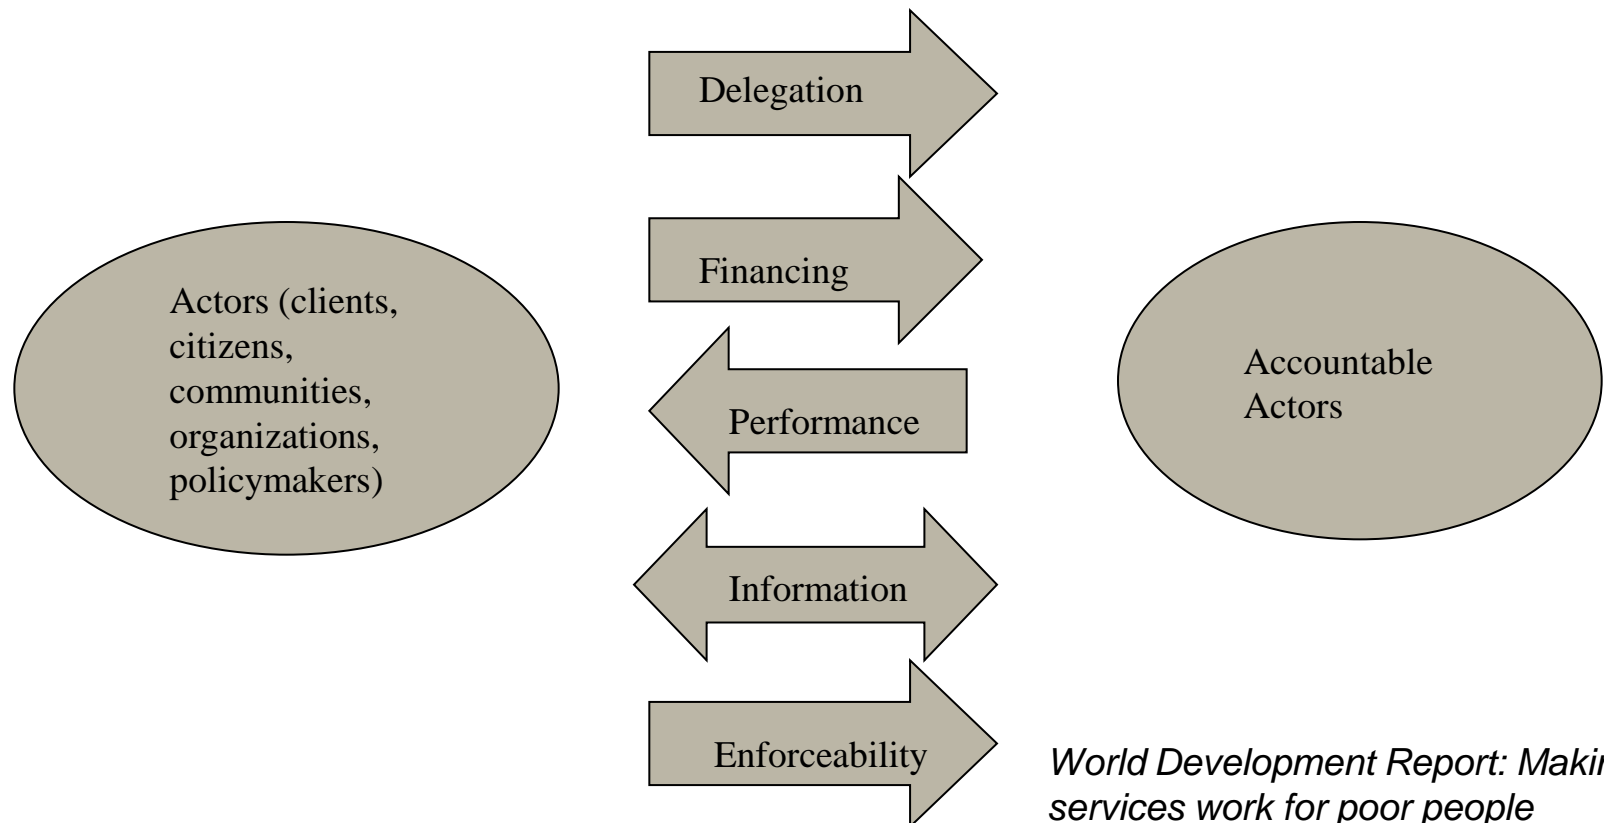 Delegation
Financing
Actors (clients,
citizens,
communities,
organizations,
policymakers)
Accountable
Actors
Performance
Information
Enforceability
World Development Report: Makin
services work for poor people